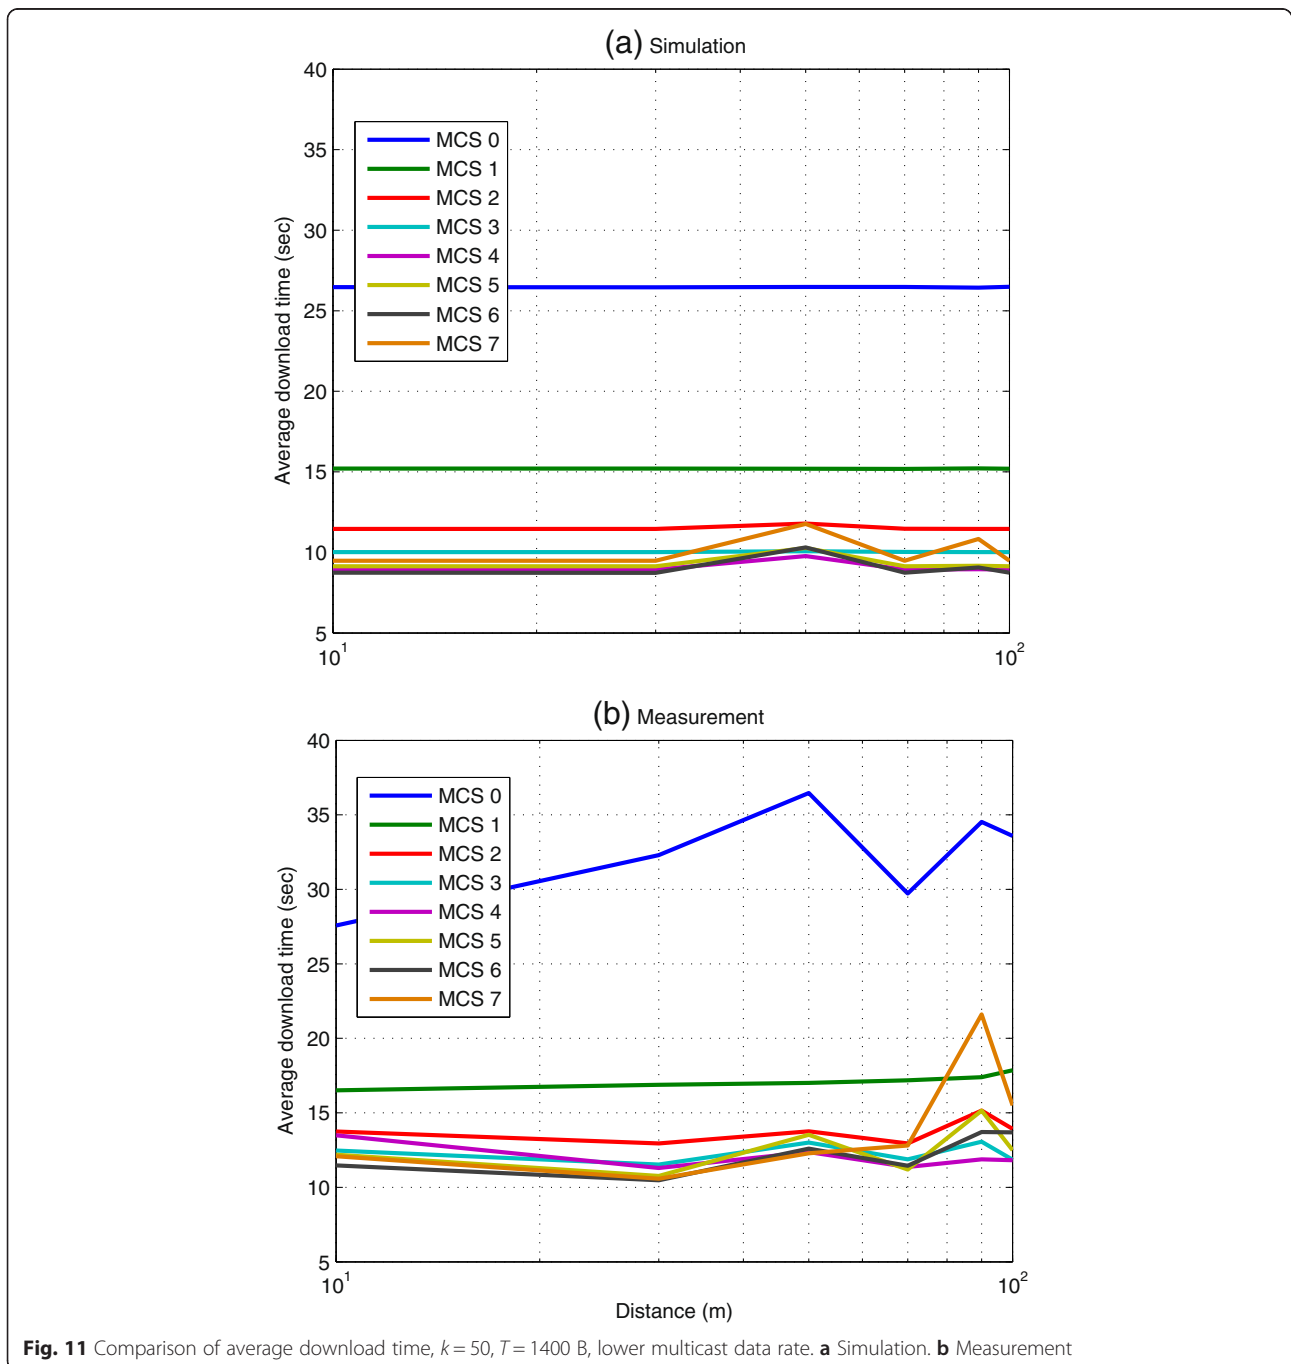 (a) Simulation
40
35
30
25
20
15
10
5
Average download time (sec)
MCS 0
MCS 1
MCS 2
MCS 3
MCS 4
MCS 5
MCS 6
MCS 7
10¹
10²
(b) Measurement
40
35
30
25
20
15
10
5
Average download time (sec)
MCS 0
MCS 1
MCS 2
MCS 3
MCS 4
MCS 5
MCS 6
MCS 7
10¹
10²
Distance (m)
Fig. 11 Comparison of average download time, k = 50, T = 1400 B, lower multicast data rate. a Simulation. b Measurement